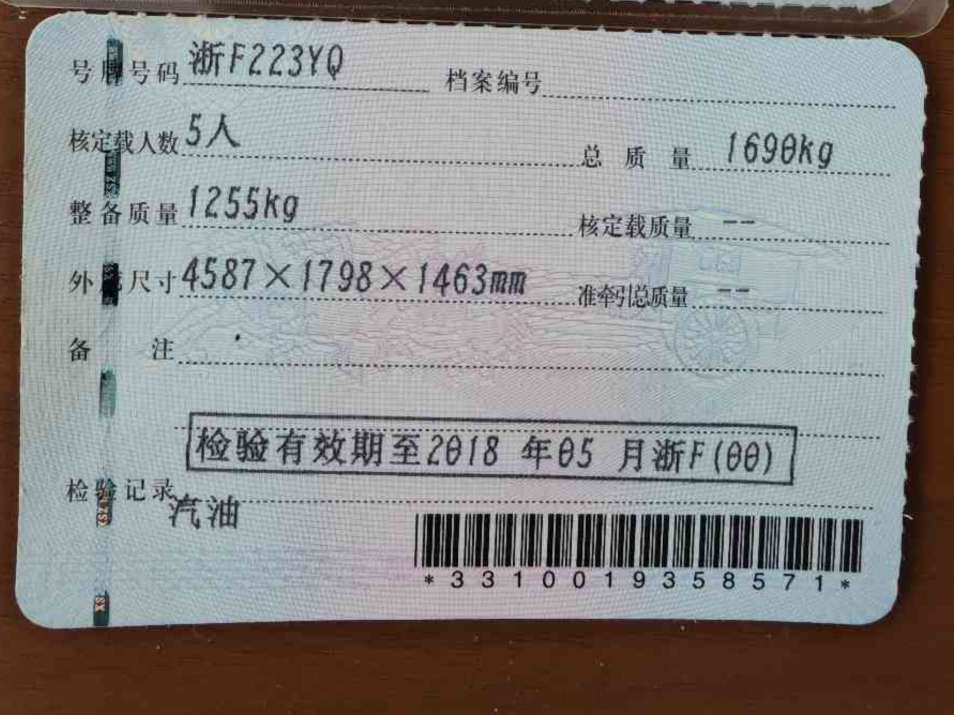 号牌号码 浙F223YQ 档案编号
核定载人数 5人 总质量 1690kg
整备质量 1255kg 核定载质量 --
外廓尺寸 4587×1798×1463mm 准牵引总质量 --
备注
检验有效期至2018 年05 月浙F(00)
检验记录
汽油
*3310019358571*